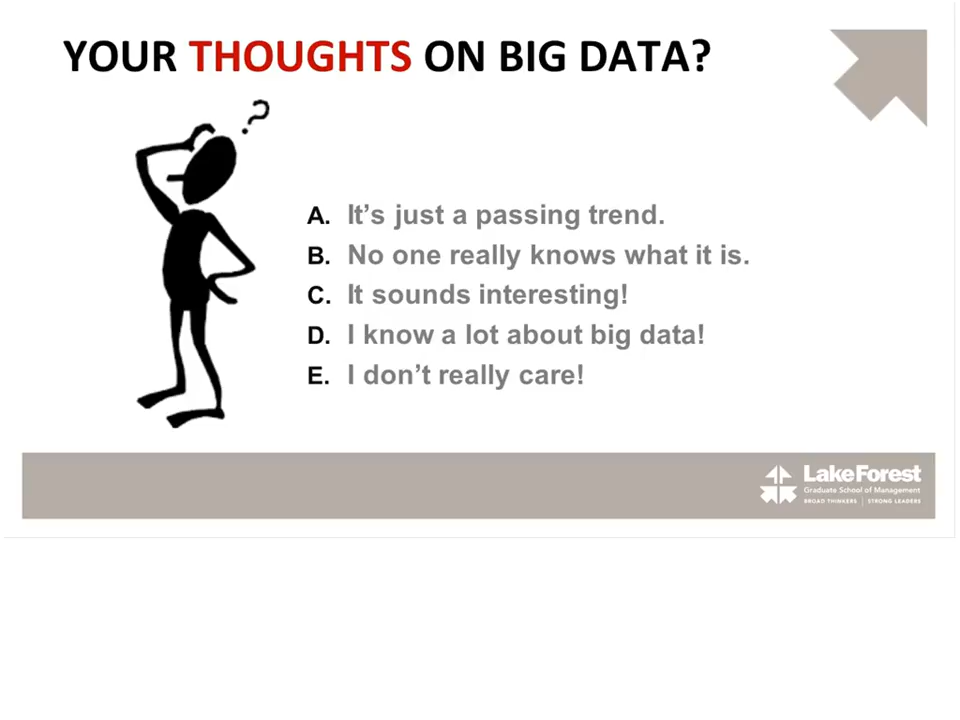 YOUR THOUGHTS ON BIG DATA?
?
A. It's just a passing trend.
B. No one really knows what it is.
C. It sounds interesting!
D. I know a lot about big data!
E. I don't really care!
LakeForest
Graduate School of Management
BROAD THINKERS | STRONG LEADERS